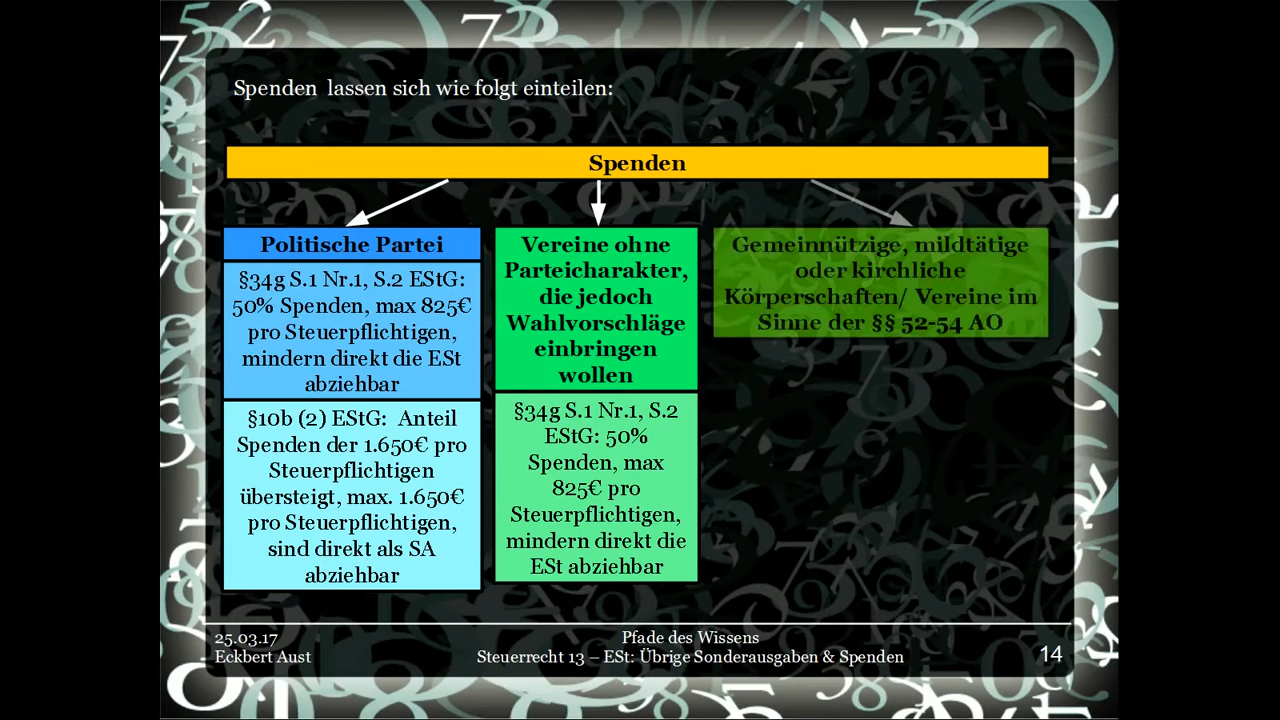 Spenden lassen sich wie folgt einteilen:
Spenden
Politische Partei
§34g S.1 Nr.1, S.2 EStG:
50% Spenden, max 825€
pro Steuerpflichtigen,
mindern direkt die ESt
abziehbar
§10b (2) EStG: Anteil
Spenden der 1.650€ pro
Steuerpflichtigen
übersteigt, max. 1.650€
pro Steuerpflichtigen,
sind direkt als SA
abziehbar
Vereine ohne
Parteicharakter,
die jedoch
Wahlvorschläge
einbringen
wollen
§34g S.1 Nr.1, S.2
EStG: 50%
Spenden, max
825€ pro
Steuerpflichtigen,
mindern direkt die
ESt abziehbar
Gemeinnützige, mildtätige
oder kirchliche
Körperschaften/ Vereine im
Sinne der §§ 52-54 AO
25.03.17
Eckbert Aust
Pfade des Wissens
Steuerrecht 13 – ESt: Übrige Sonderausgaben & Spenden
14